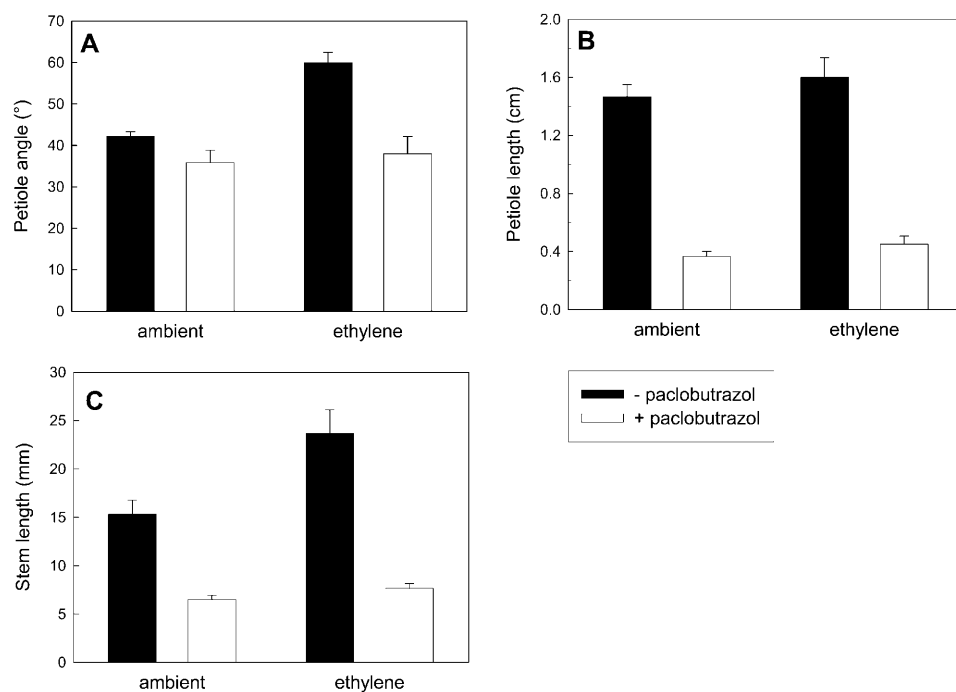 A
Petiole angle (°)
70
60
50
40
30
20
10
0
ambient ethylene
B
Petiole length (cm)
2.0
1.6
1.2
0.8
0.4
0.0
ambient ethylene
C
Stem length (mm)
30
25
20
15
10
5
0
ambient ethylene
- paclobutrazol
+ paclobutrazol